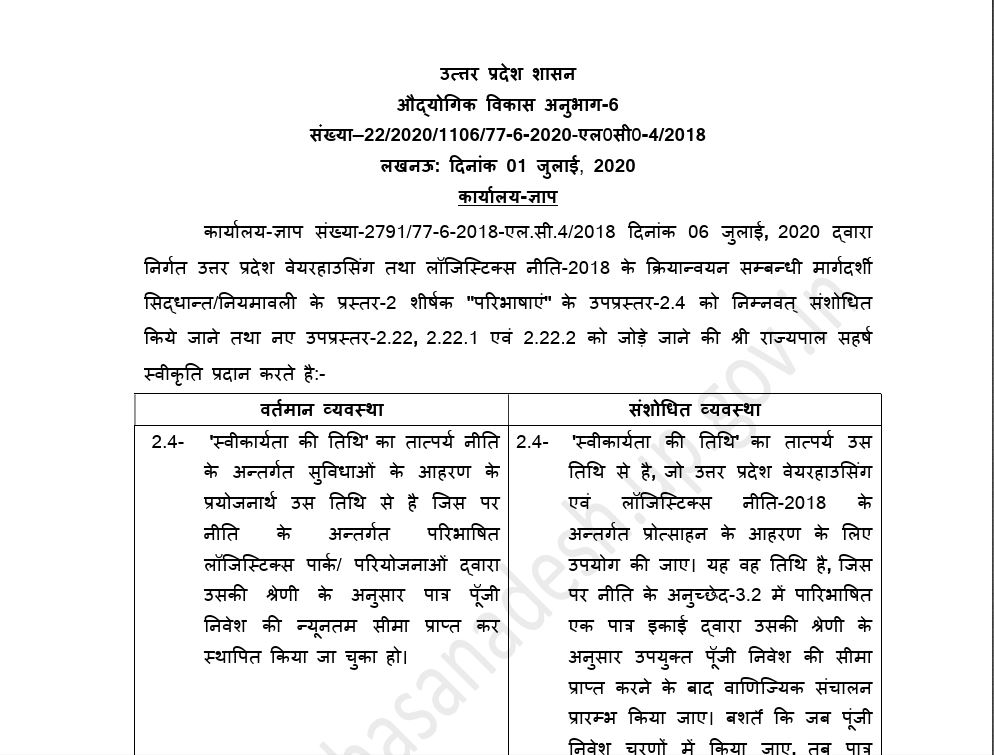 उत्तर प्रदेश शासन
औद्योगिक विकास अनुभाग-6
संख्या–22/2020/1106/77-6-2020-एल0सी0-4/2018
लखनऊ: दिनांक 01 जुलाई, 2020
कार्यालय-ज्ञाप
कार्यालय-ज्ञाप संख्या-2791/77-6-2018-एल.सी.4/2018 दिनांक 06 जुलाई, 2020 द्वारा
निर्गत उत्तर प्रदेश वेयरहाउसिंग तथा लॉजिस्टिक्स नीति-2018 के क्रियान्वयन सम्बन्धी मार्गदर्शी
सिद्धान्त/नियमावली के प्रस्तर-2 शीर्षक "परिभाषाएं" के उपप्रस्तर-2.4 को निम्नवत् संशोधित
किये जाने तथा नए उपप्रस्तर-2.22, 2.22.1 एवं 2.22.2 को जोड़े जाने की श्री राज्यपाल सहर्ष
स्वीकृति प्रदान करते है:-
वर्तमान व्यवस्था
2.4- 'स्वीकार्यता की तिथि' का तात्पर्य नीति
के अन्तर्गत सुविधाओं के आहरण के
प्रयोजनार्थ उस तिथि से है जिस पर
नीति के अन्तर्गत परिभाषित
लॉजिस्टिक्स पार्क/ परियोजनाओं द्वारा
उसकी श्रेणी के अनुसार पात्र पूँजी
निवेश की न्यूनतम सीमा प्राप्त कर
स्थापित किया जा चुका हो।
संशोधित व्यवस्था
2.4- 'स्वीकार्यता की तिथि' का तात्पर्य उस
तिथि से है, जो उत्तर प्रदेश वेयरहाउसिंग
एवं लॉजिस्टिक्स नीति-2018 के
अन्तर्गत प्रोत्साहन के आहरण के लिए
उपयोग की जाए। यह वह तिथि है, जिस
पर नीति के अनुच्छेद-3.2 में पारिभाषित
एक पात्र इकाई द्वारा उसकी श्रेणी के
अनुसार उपयुक्त पूँजी निवेश की सीमा
प्राप्त करने के बाद वाणिज्यिक संचालन
प्रारम्भ किया जाए। बशर्ते कि जब पूंजी
निवेश चरणों में किया जाए, तब पात्र
hasanadesh.up.gov.in